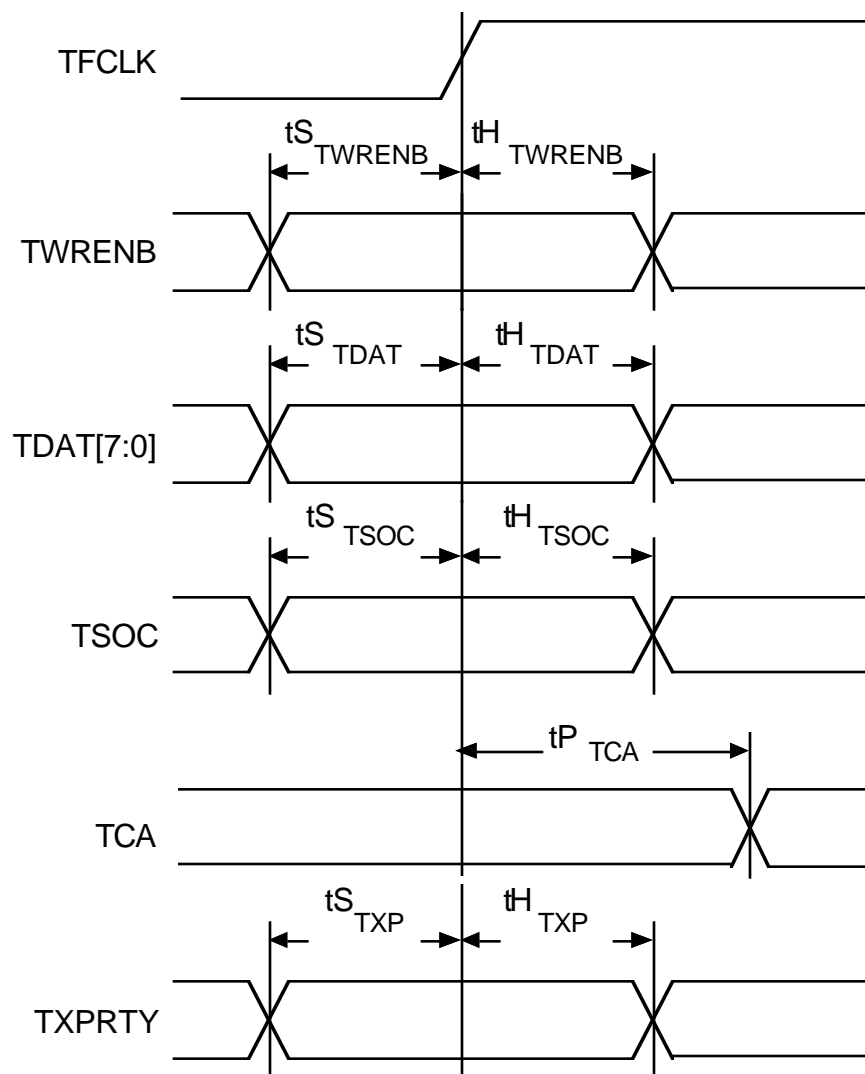 TFCLK
tS TWRENB tH TWRENB
TWRENB
tS TDAT tH TDAT
TDAT[7:0]
tS TSOC tH TSOC
TSOC
tP TCA
TCA
tS TXP tH TXP
TXPRTY